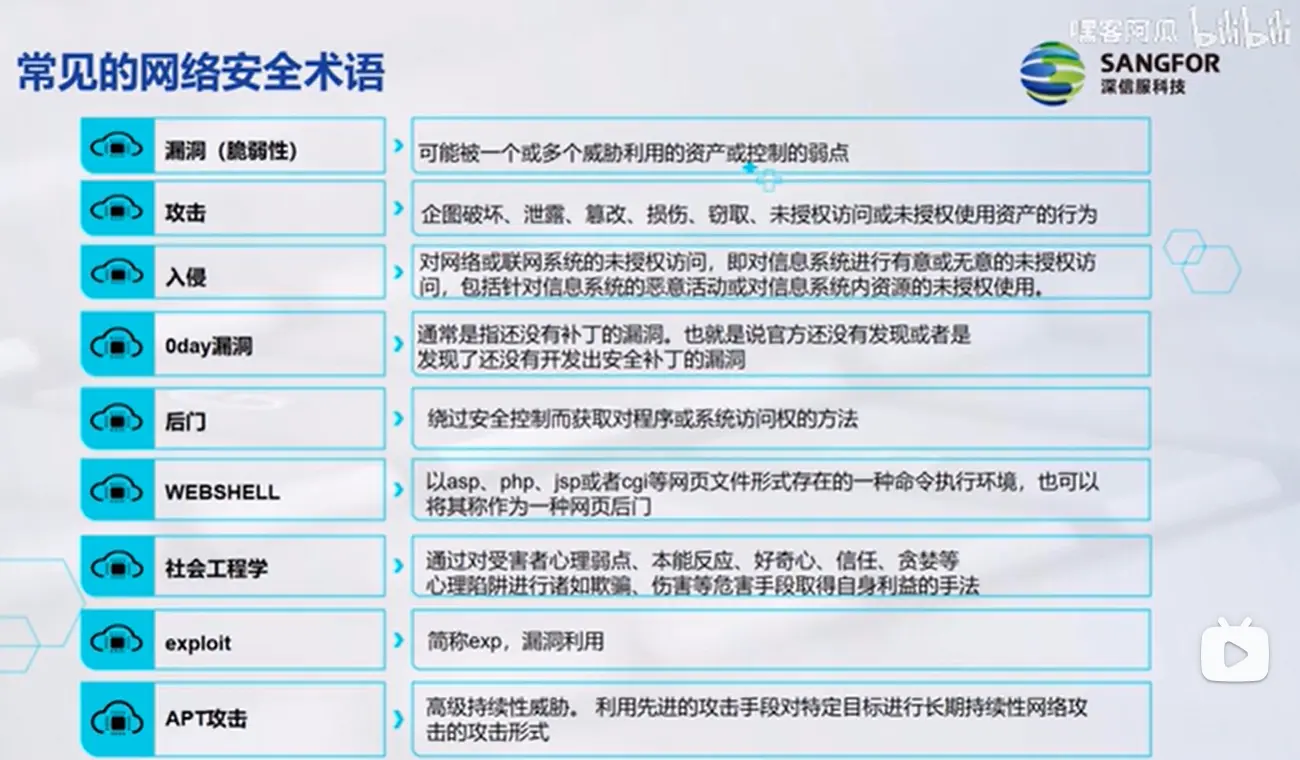 嘿客阿瓜 bilibili
常见的网络安全术语
SANGFOR
深信服科技
漏洞（脆弱性）
可能被一个或多个威胁利用的资产或控制的弱点
攻击
企图破坏、泄露、篡改、损伤、窃取、未授权访问或未授权使用资产的行为
入侵
对网络或联网系统的未授权访问，即对信息系统进行有意或无意的未授权访
问，包括针对信息系统的恶意活动或对信息系统内资源的未授权使用。
0day漏洞
通常是指还没有补丁的漏洞。也就是说官方还没有发现或者是
发现了还没有开发出安全补丁的漏洞
后门
绕过安全控制而获取对程序或系统访问权的方法
WEBSHELL
以asp、php、jsp或者cgi等网页文件形式存在的一种命令执行环境，也可以
将其称作为一种网页后门
社会工程学
通过对受害者心理弱点、本能反应、好奇心、信任、贪婪等
心理陷阱进行诸如欺骗、伤害等危害手段取得自身利益的手法
exploit
简称exp，漏洞利用
APT攻击
高级持续性威胁。 利用先进的攻击手段对特定目标进行长期持续性网络攻
击的攻击形式